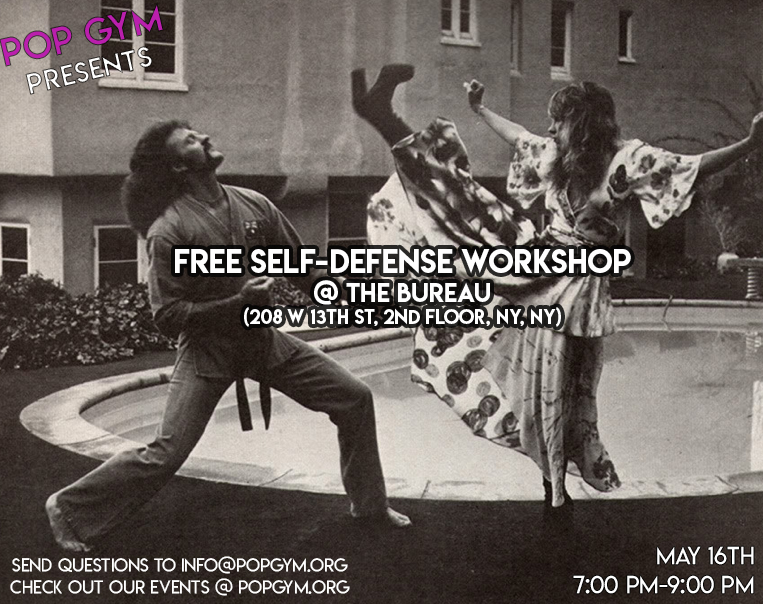 POP GYM
PRESENTS
FREE SELF-DEFENSE WORKSHOP
@ THE BUREAU
(208 W 13TH ST, 2ND FLOOR, NY, NY)
SEND QUESTIONS TO INFO@POPGYM.ORG
CHECK OUT OUR EVENTS @ POPGYM.ORG
MAY 16TH
7:00 PM-9:00 PM